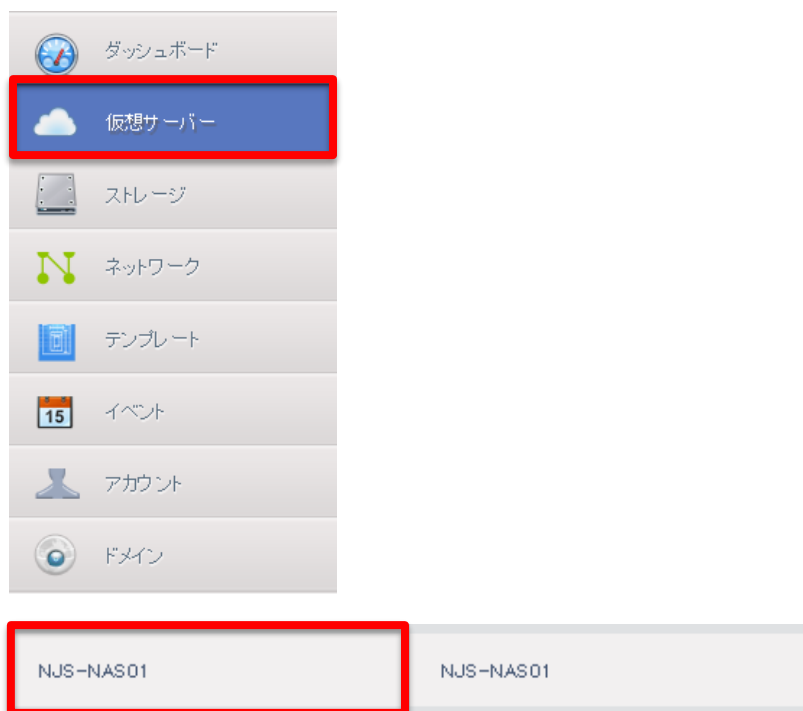 ダッシュボード
仮想サーバー
ストレージ
ネットワーク
テンプレート
15
イベント
アカウント
ドメイン
NJS-NAS01 NJS-NAS01